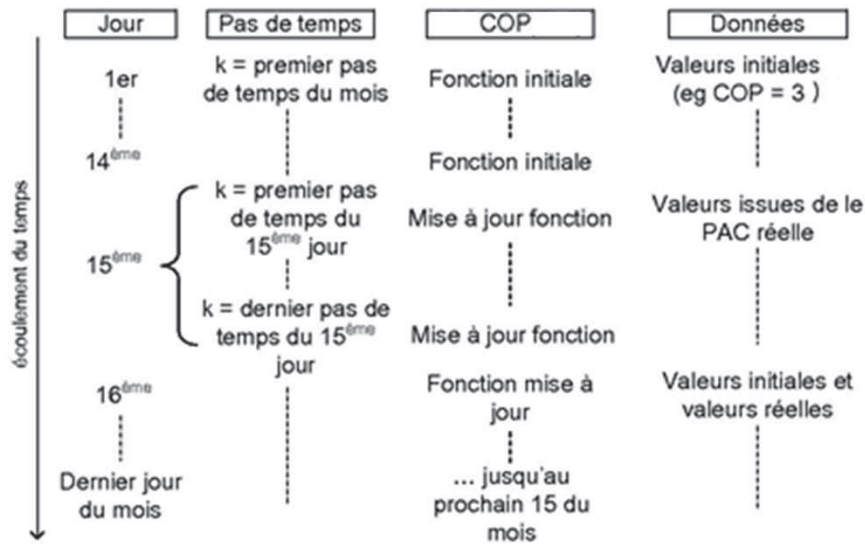 Jour
Pas de temps
COP
Données
écoulement du temps
1er
k = premier pas
de temps du mois
Fonction initiale
Valeurs initiales
(eg COP = 3 )
14ème
Fonction initiale
15ème
k = premier pas
de temps du
15ème jour
Mise à jour fonction
Valeurs issues de le
PAC réelle
k = dernier pas de
temps du 15ème
jour
Mise à jour fonction
16ème
Fonction mise à
jour
Valeurs initiales et
valeurs réelles
Dernier jour
du mois
... jusqu'au
prochain 15 du
mois